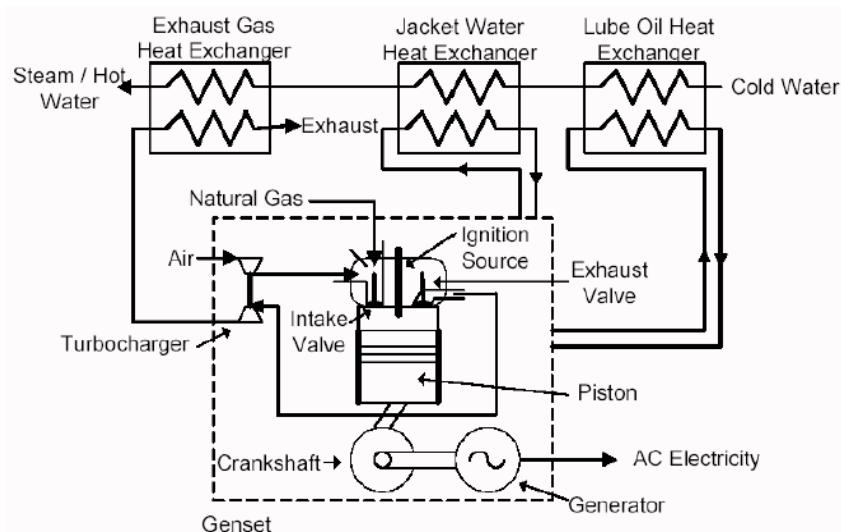 Exhaust Gas
Heat Exchanger
Jacket Water
Heat Exchanger
Lube Oil Heat
Exchanger
Steam / Hot
Water
Cold Water
Exhaust
Natural Gas
Ignition
Source
Air
Exhaust
Valve
Intake
Valve
Turbocharger
Piston
Crankshaft
AC Electricity
Generator
Genset